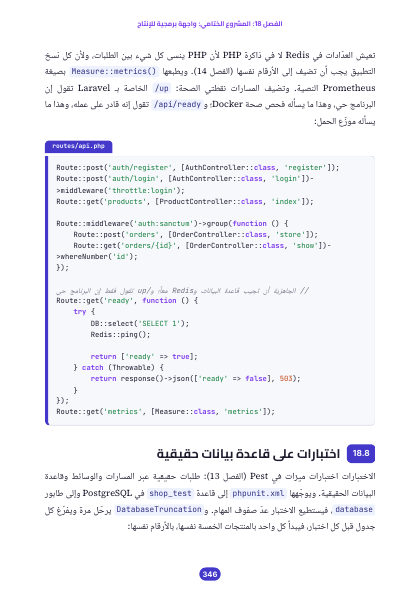 الفصل 18: المشروع الختامي: واجهة برمجية للإنتاج
تعيش العدّادات في Redis لا في ذاكرة PHP لأن PHP ينسى كل شيء بين الطلبات، ولأن كل نسخ
التطبيق يجب أن تضيف إلى الأرقام نفسها (الفصل 14). ويطبعها Measure::metrics() بصيغة
Prometheus النصية. وتضيف المسارات نقطتي الصحة: /up الخاصة بـ Laravel تقول إن
البرنامج حي، وهذا ما يسأله فحص صحة Docker؛ و /api/ready تقول إنه قادر على عمله، وهذا ما
يسأله موزّع الحمل:
routes/api.php
Route::post('auth/register', [AuthController::class, 'register']);
Route::post('auth/login', [AuthController::class, 'login'])-
>middleware('throttle:login');
Route::get('products', [ProductController::class, 'index']);
Route::middleware('auth:sanctum')->group(function () {
Route::post('orders', [OrderController::class, 'store']);
Route::get('orders/{id}', [OrderController::class, 'show'])-
>whereNumber('id');
});
// الجاهزية أن تجيب قاعدة البيانات وRedis معاً؛ و/up تقول فقط إن البرنامج حي
Route::get('ready', function () {
try {
DB::select('SELECT 1');
Redis::ping();
return ['ready' => true];
} catch (Throwable) {
return response()->json(['ready' => false], 503);
}
});
Route::get('metrics', [Measure::class, 'metrics']);
18.8 اختبارات على قاعدة بيانات حقيقية
الاختبارات اختبارات ميزات في Pest (الفصل 13): طلبات حقيقية عبر المسارات والوسائط وقاعدة
البيانات الحقيقية. ويوجّهها phpunit.xml إلى قاعدة shop_test في PostgreSQL وإلى طابور
database، فيستطيع الاختبار عدّ صفوف المهام. و DatabaseTruncation يرحّل مرة ويفرّغ كل
جدول قبل كل اختبار، فيبدأ كل واحد بالمنتجات الخمسة نفسها، بالأرقام نفسها:
346